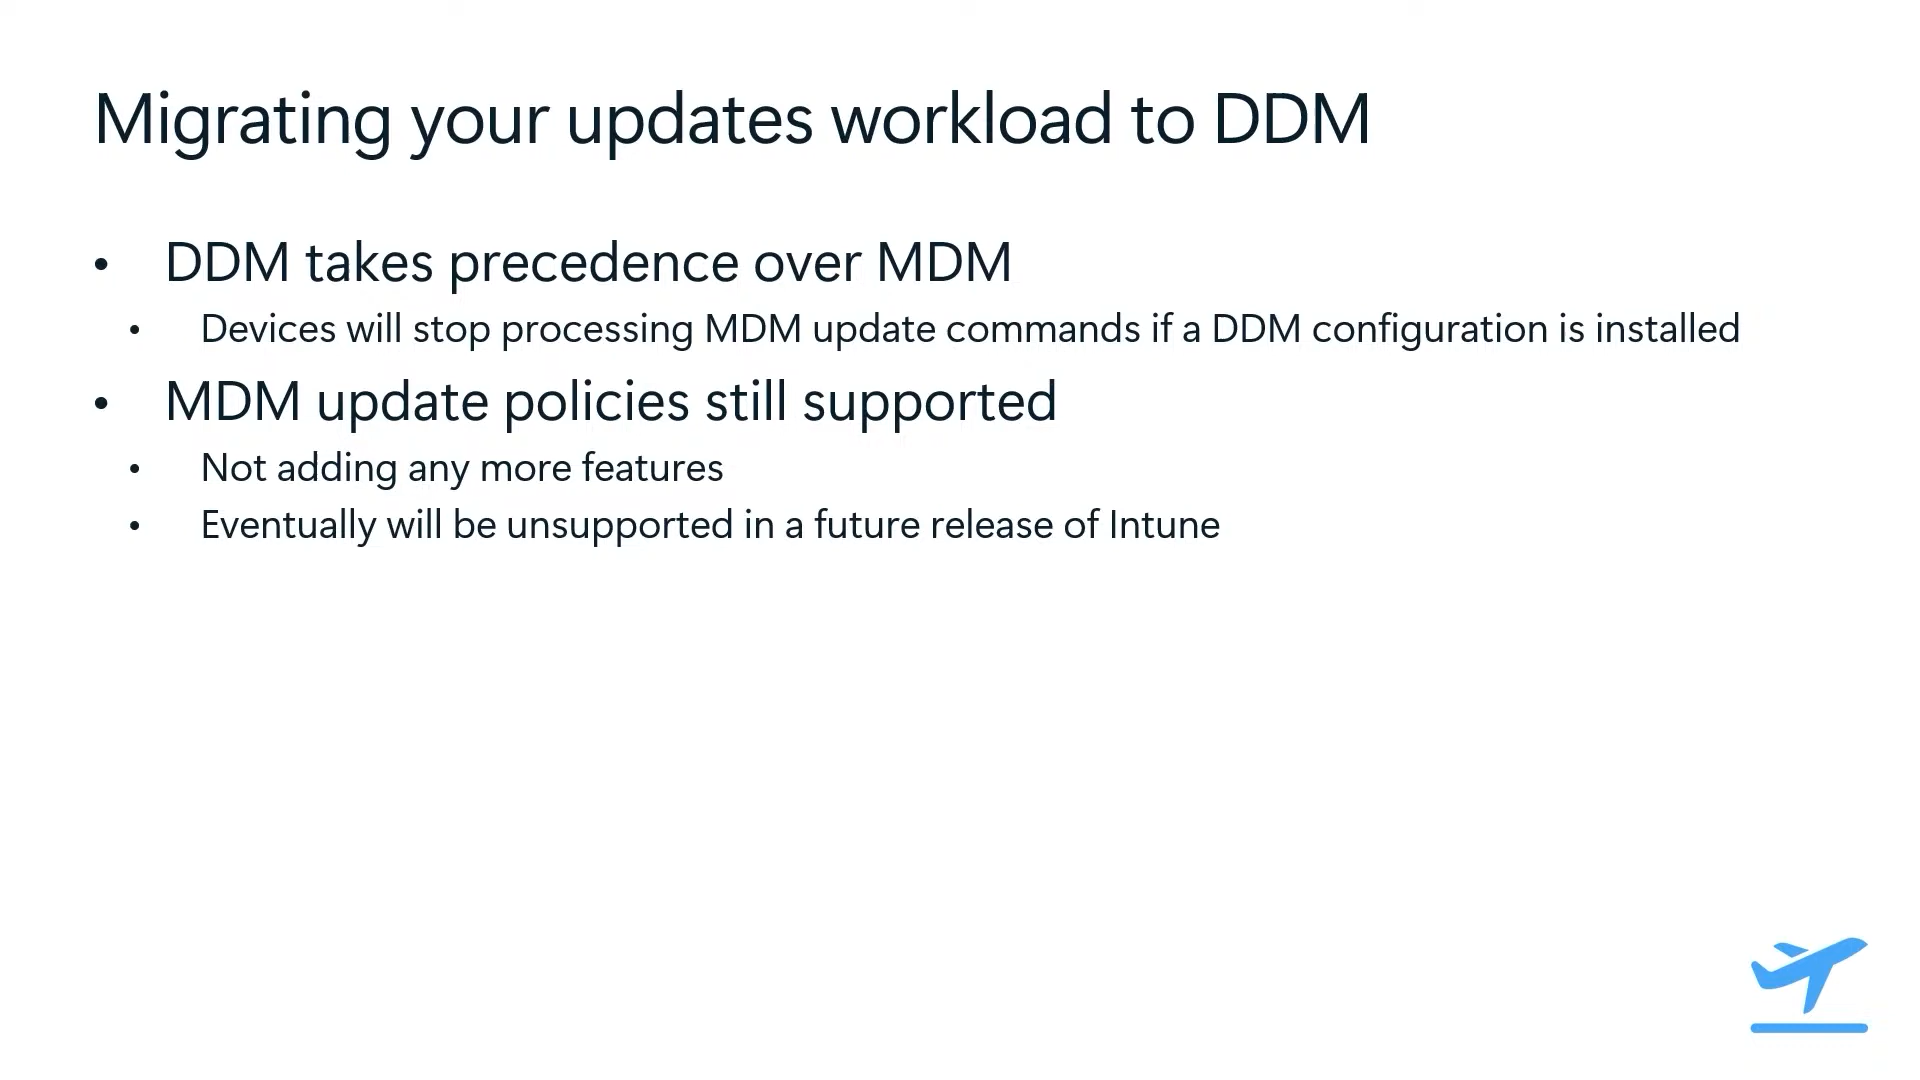 Migrating your updates workload to DDM
• DDM takes precedence over MDM
• Devices will stop processing MDM update commands if a DDM configuration is installed
• MDM update policies still supported
• Not adding any more features
• Eventually will be unsupported in a future release of Intune